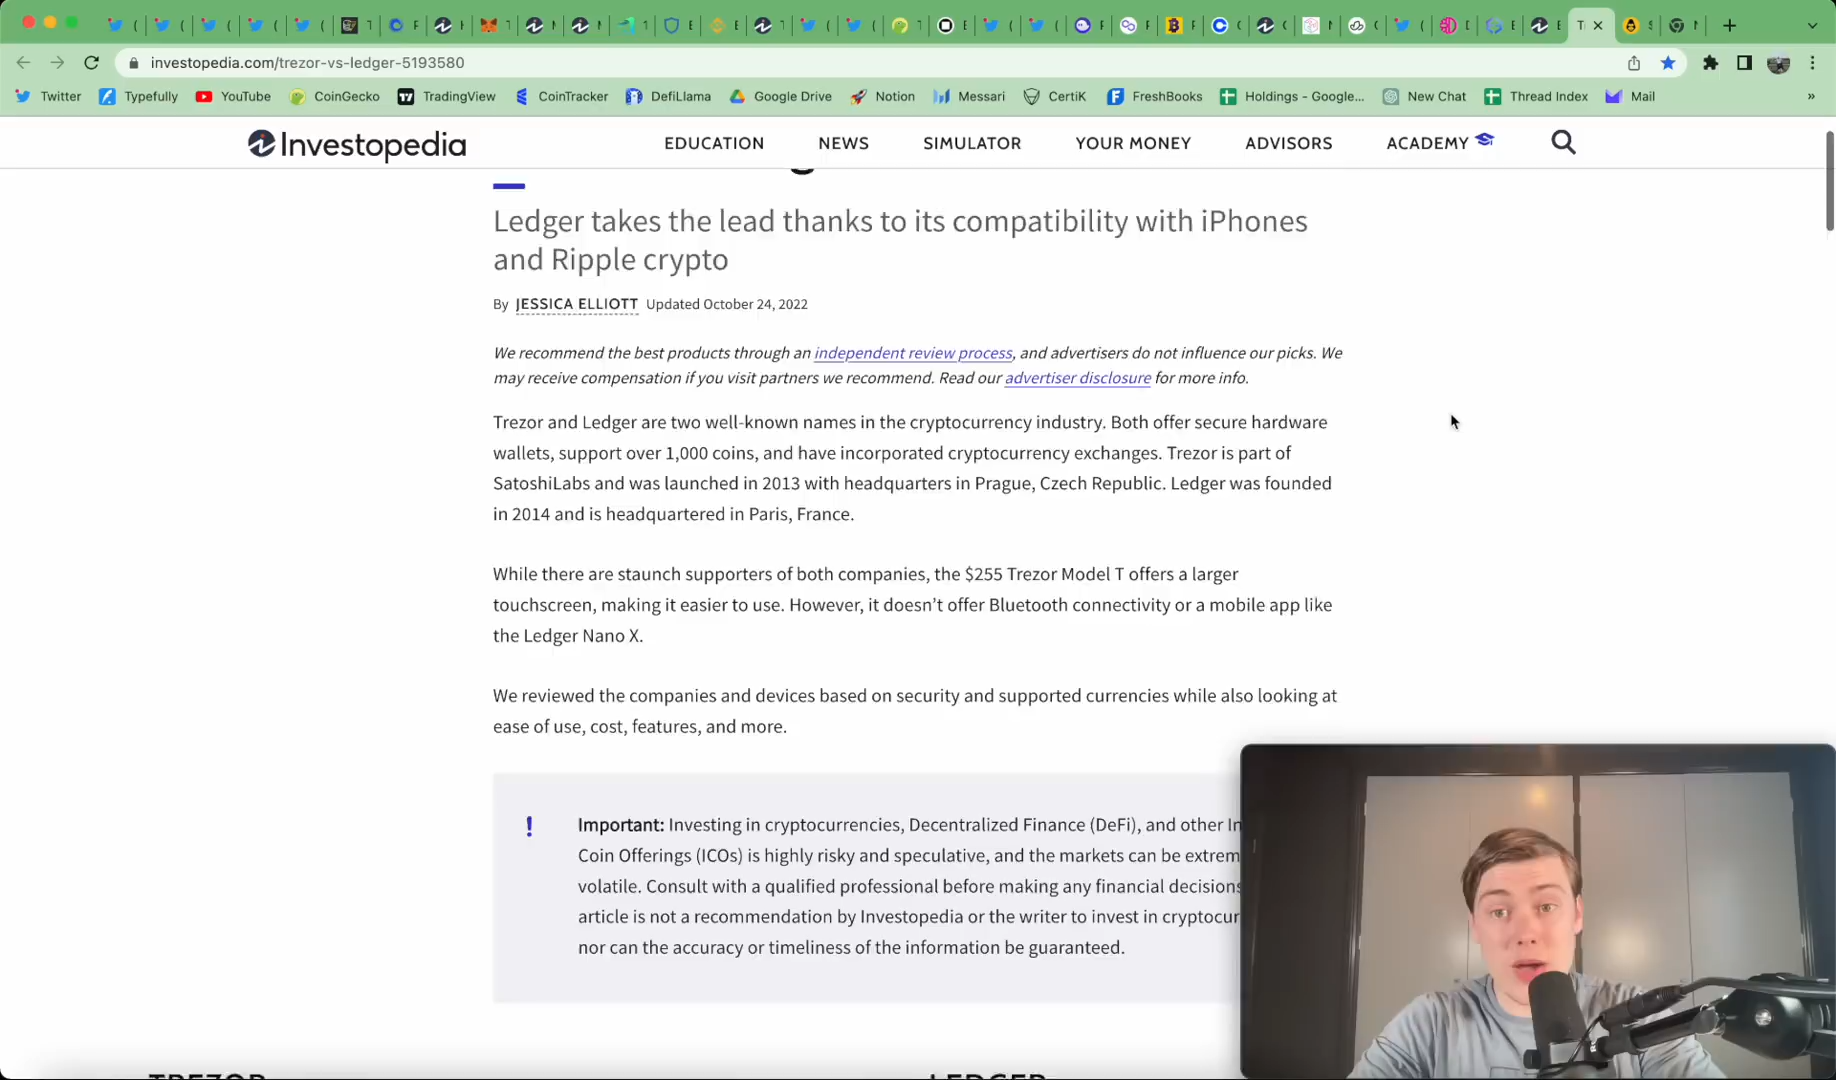 investopedia.com/trezor-vs-ledger-5193580
Twitter Typefully YouTube CoinGecko TradingView CoinTracker DefiLlama Google Drive Notion Messari CertiK FreshBooks Holdings - Google... New Chat Thread Index Mail »
Investopedia EDUCATION NEWS SIMULATOR YOUR MONEY ADVISORS ACADEMY
Ledger takes the lead thanks to its compatibility with iPhones
and Ripple crypto
By JESSICA ELLIOTT Updated October 24, 2022
We recommend the best products through an independent review process, and advertisers do not influence our picks. We
may receive compensation if you visit partners we recommend. Read our advertiser disclosure for more info.
Trezor and Ledger are two well-known names in the cryptocurrency industry. Both offer secure hardware
wallets, support over 1,000 coins, and have incorporated cryptocurrency exchanges. Trezor is part of
SatoshiLabs and was launched in 2013 with headquarters in Prague, Czech Republic. Ledger was founded
in 2014 and is headquartered in Paris, France.
While there are staunch supporters of both companies, the $255 Trezor Model T offers a larger
touchscreen, making it easier to use. However, it doesn't offer Bluetooth connectivity or a mobile app like
the Ledger Nano X.
We reviewed the companies and devices based on security and supported currencies while also looking at
ease of use, cost, features, and more.
! Important: Investing in cryptocurrencies, Decentralized Finance (DeFi), and other In
Coin Offerings (ICOs) is highly risky and speculative, and the markets can be extrem
volatile. Consult with a qualified professional before making any financial decisions
article is not a recommendation by Investopedia or the writer to invest in cryptocur
nor can the accuracy or timeliness of the information be guaranteed.
TREZOR LEDGER